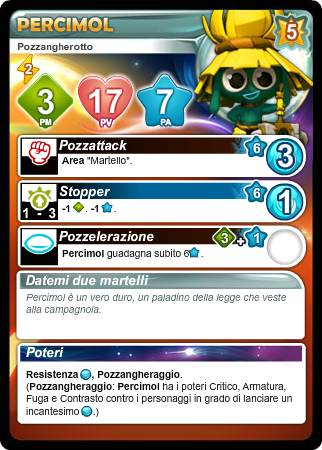 PERCIMOL
5
Pozzangherotto
2
3
PM
17
PV
7
PA
Pozzattack
6
3
Area "Martello".
Stopper
6
1
1 - 3
-1 . -1 .
Pozzelerazione
3 + 1
Percimol guadagna subito 6 .
Datemi due martelli
Percimol è un vero duro, un paladino della legge che veste
alla campagnola.
Poteri
Resistenza , Pozzangheraggio.
(Pozzangheraggio: Percimol ha i poteri Critico, Armatura,
Fuga e Contrasto contro i personaggi in grado di lanciare un
incantesimo .)